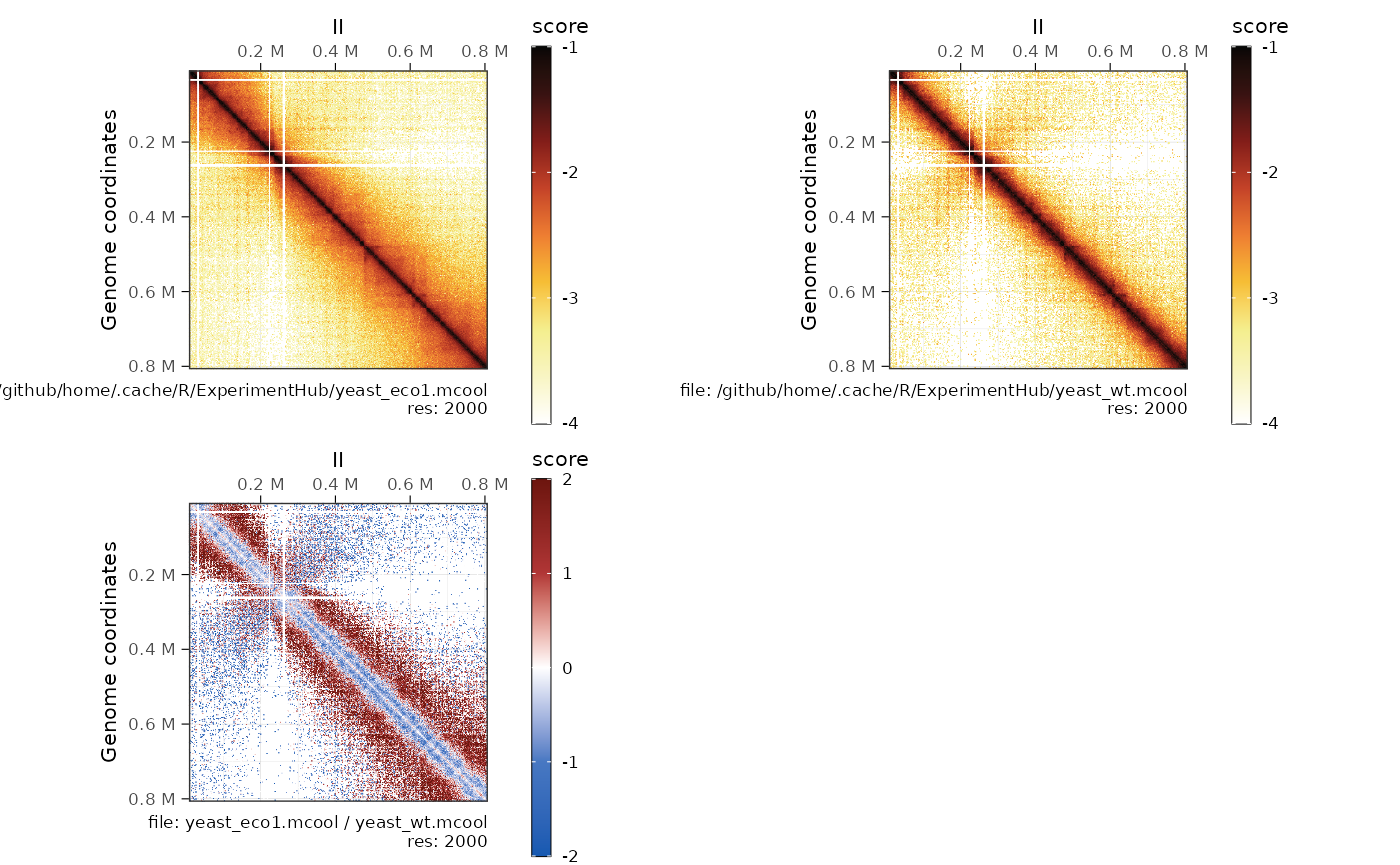 II
score
0.2 M 0.4 M 0.6 M 0.8 M
Genome coordinates
0.2 M
0.4 M
0.6 M
0.8 M
-1
-2
-3
-4
/github/home/.cache/R/ExperimentHub/yeast_eco1.mcool
res: 2000
II
score
0.2 M 0.4 M 0.6 M 0.8 M
Genome coordinates
0.2 M
0.4 M
0.6 M
0.8 M
-1
-2
-3
-4
file: /github/home/.cache/R/ExperimentHub/yeast_wt.mcool
res: 2000
II
score
0.2 M 0.4 M 0.6 M 0.8 M
Genome coordinates
0.2 M
0.4 M
0.6 M
0.8 M
2
1
0
-1
-2
file: yeast_eco1.mcool / yeast_wt.mcool
res: 2000